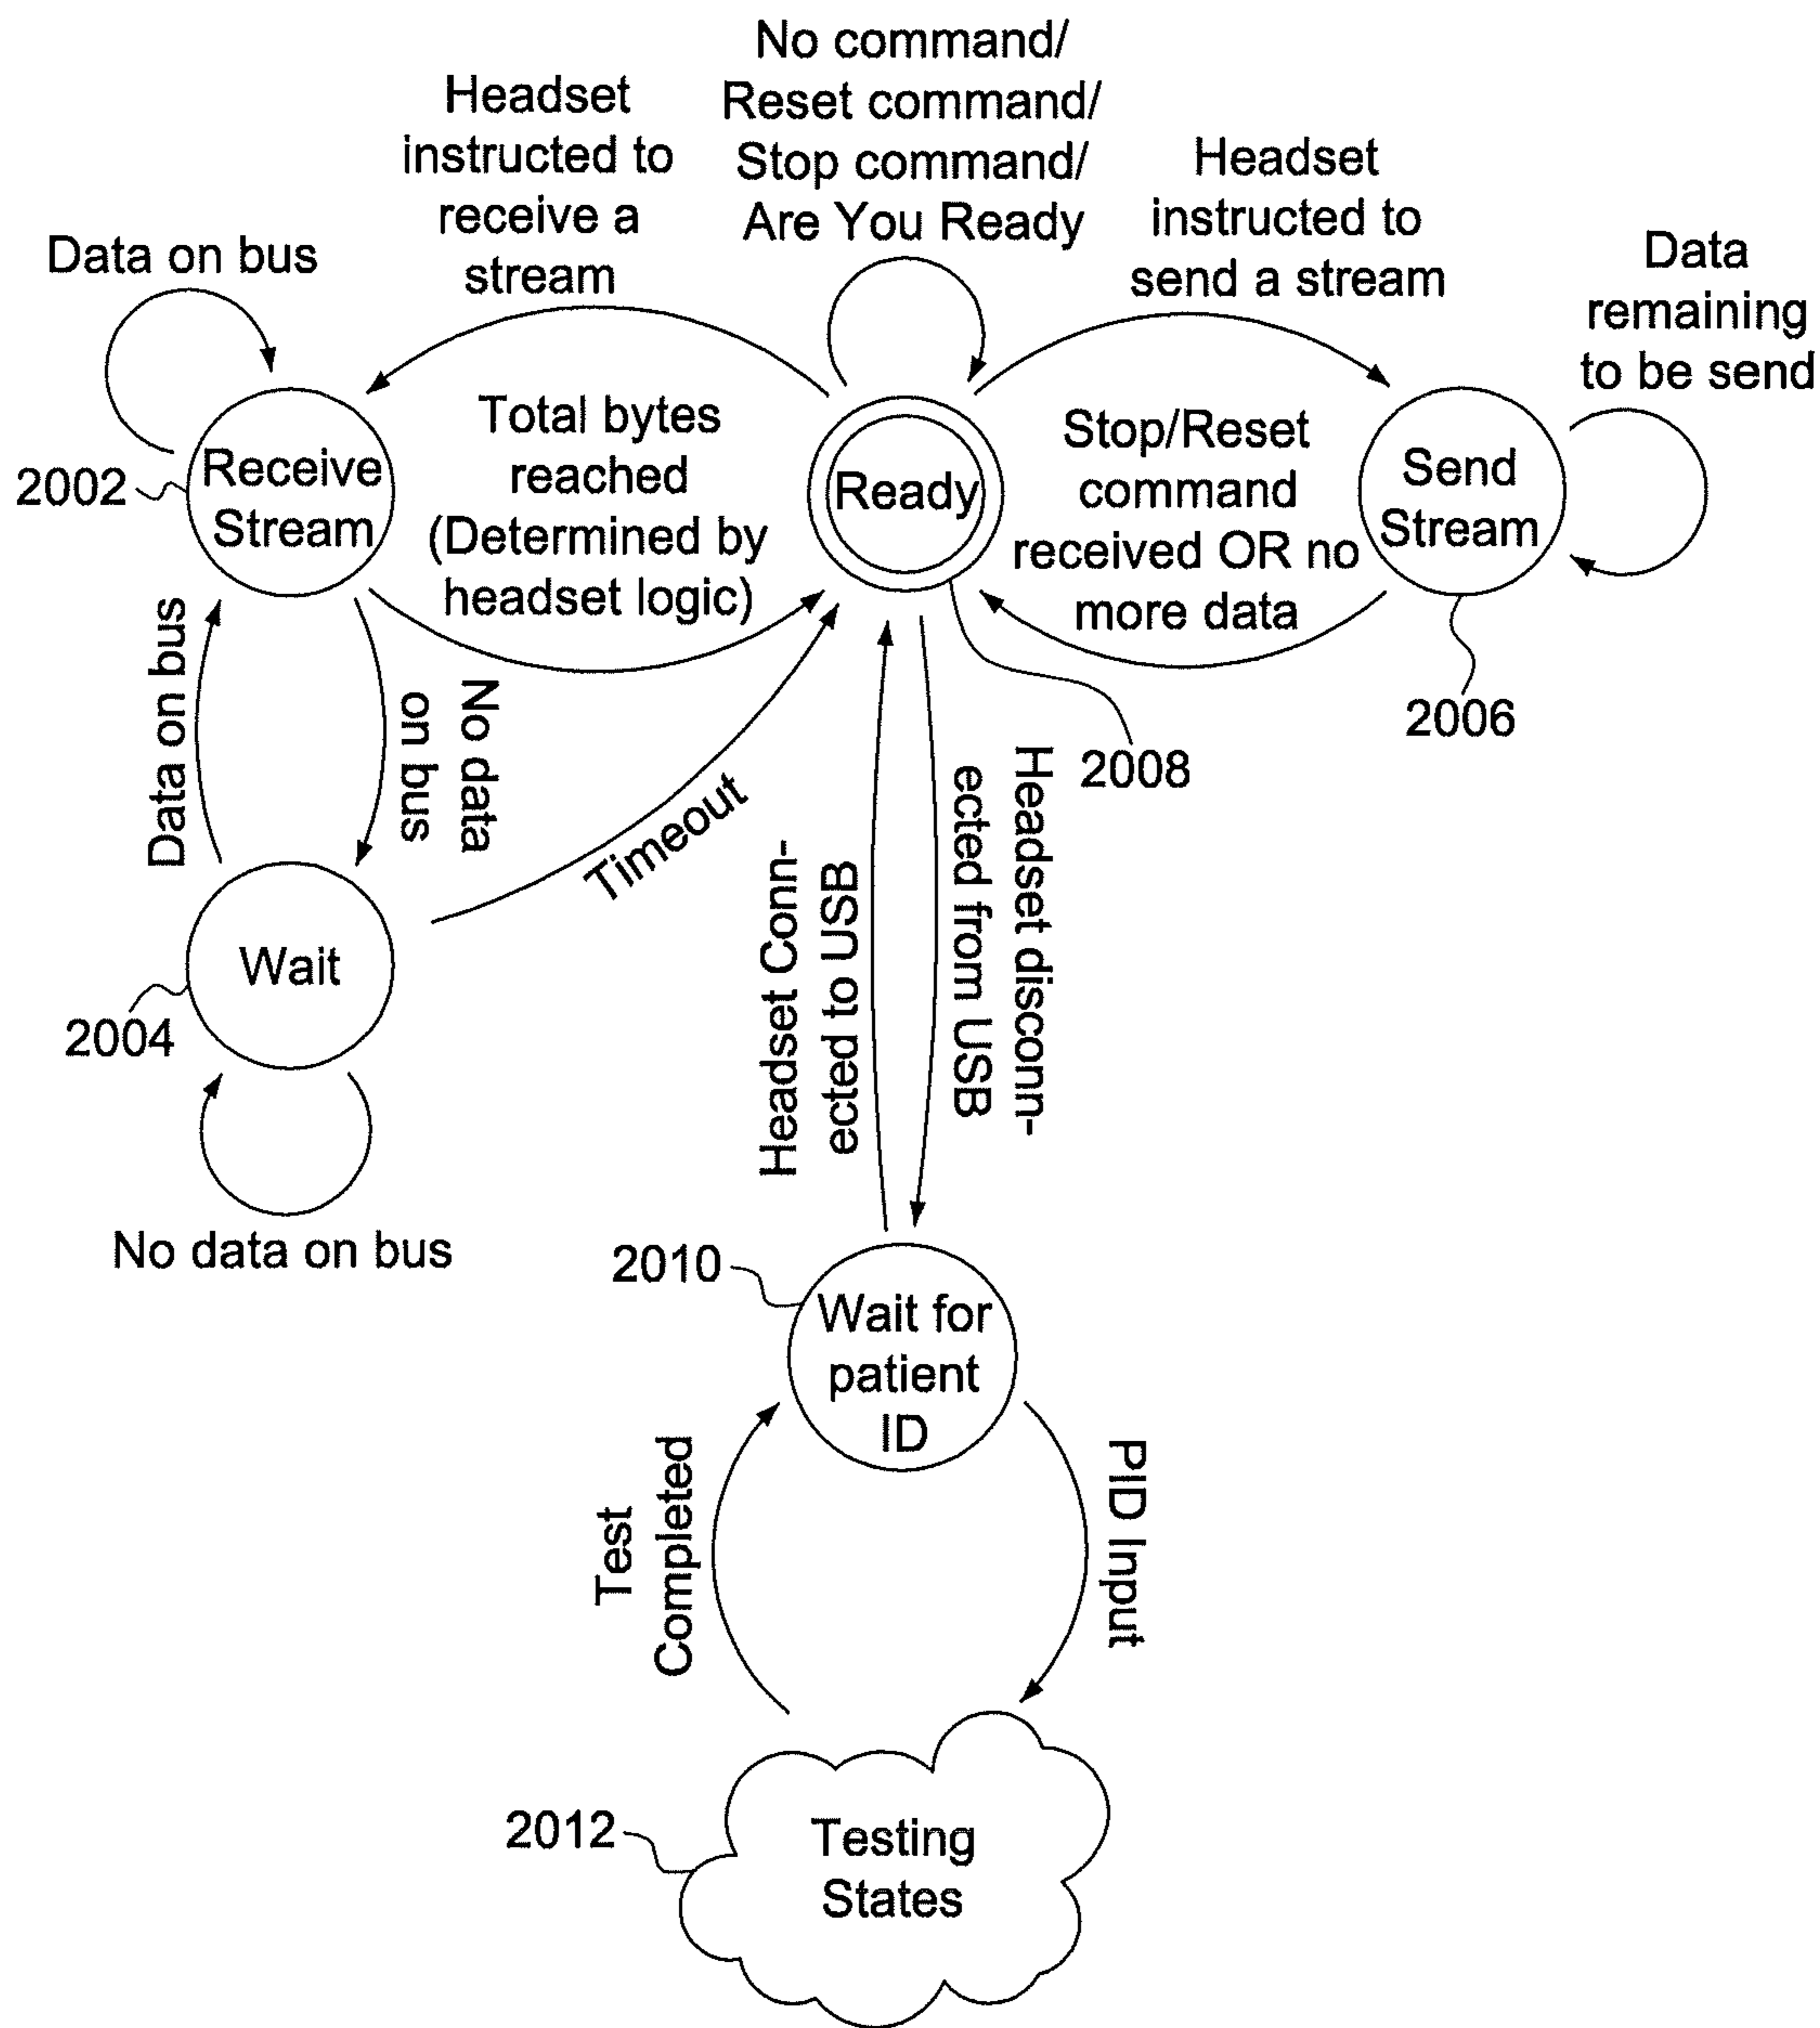 No command/
Reset command/
Stop command/
Are You Ready
Headset
instructed to
receive a
stream
Headset
instructed to
send a stream
Data on bus
Data
remaining
to be send
Total bytes
reached
(Determined by
headset logic)
Stop/Reset
command
received OR no
more data
Receive
Stream
2002
Ready
Send
Stream
2006
2008
Data on bus
No data
on bus
Timeout
Wait
2004
No data on bus
Headset Conn-
ected to USB
Headset disconn-
ected from USB
2010
Wait for
patient
ID
Test
Completed
PID Input
2012
Testing
States